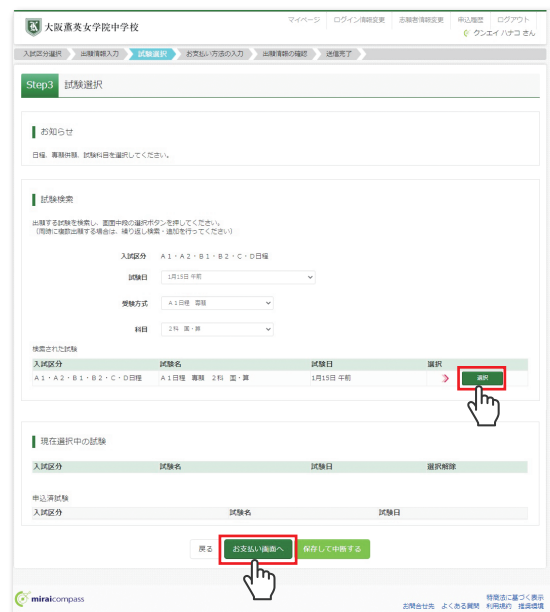 大阪薫英女学院中学校
マイページ ログイン情報変更 志願者情報変更 申込履歴 ログアウト
クンエイ ハナコ さん
入試区分選択 出願情報入力 試験選択 お支払い方法の入力 出願情報の確認 送信完了
Step3 試験選択
お知らせ
日程、専願併願、試験科目を選択してください。
試験検索
出願する試験を検索し、画面中段の選択ボタンを押してください。
(同時に複数出願する場合は、繰り返し検索・追加を行ってください)
入試区分 A1・A2・B1・B2・C・D日程
試験日 1月15日 午前
受験方式 A1日程 専願
科目 2科 国・算
検索された試験
入試区分 試験名 試験日 選択
A1・A2・B1・B2・C・D日程 A1日程 専願 2科 国・算 1月15日 午前 選択
現在選択中の試験
入試区分 試験名 試験日 選択解除
申込済試験
入試区分 試験名 試験日
戻る お支払い画面へ 保存して中断する
miraicompass
特商法に基づく表示
お問合せ先 よくある質問 利用規約 推奨環境